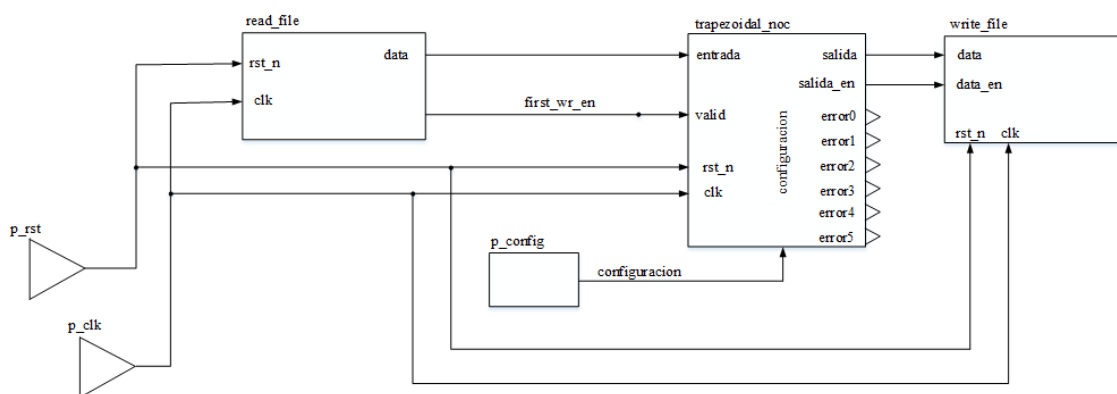 read_file
trapezoidal_noc
write_file
rst_n
data
clk
first_wr_en
entrada
salida
valid
salida_en
configuracion
error0
error1
error2
error3
error4
error5
rst_n
clk
data
data_en
rst_n clk
p_rst
p_config
configuracion
p_clk